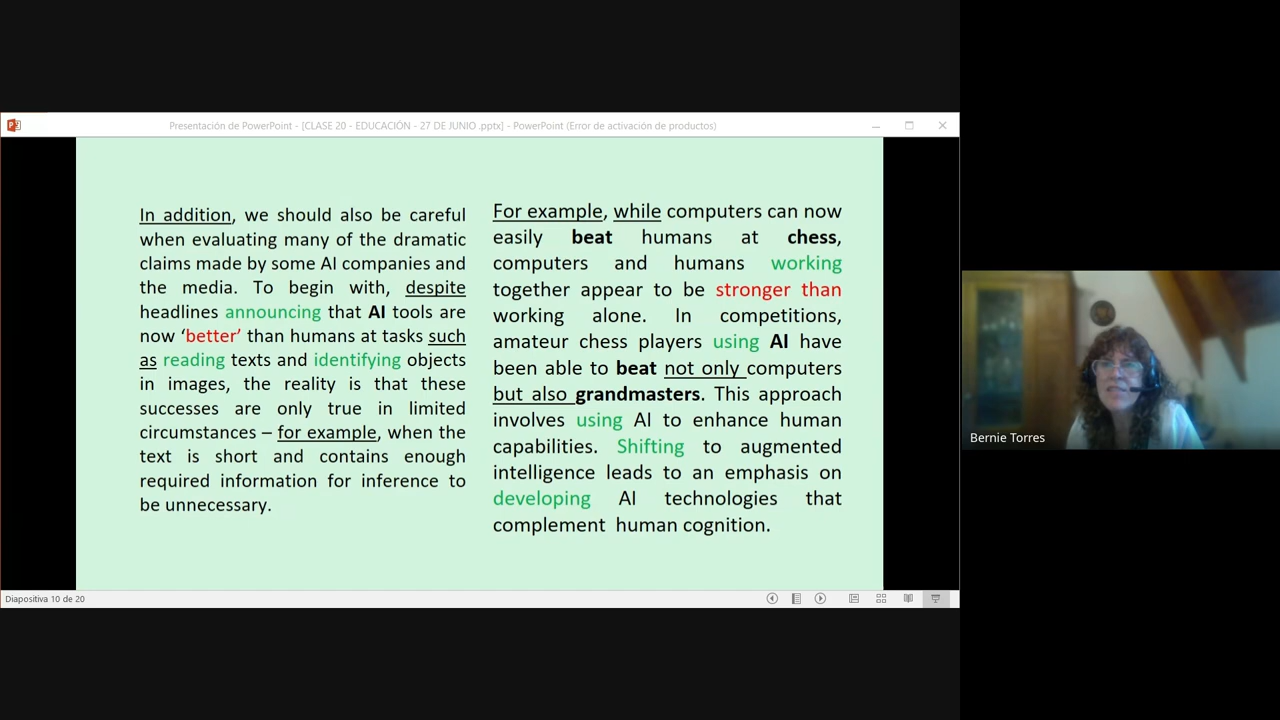 Presentación de PowerPoint - [CLASE 20 - EDUCACIÓN - 27 DE JUNIO .pptx] - PowerPoint (Error de activación de productos)
In addition, we should also be careful
when evaluating many of the dramatic
claims made by some AI companies and
the media. To begin with, despite
headlines announcing that AI tools are
now ‘better’ than humans at tasks such
as reading texts and identifying objects
in images, the reality is that these
successes are only true in limited
circumstances – for example, when the
text is short and contains enough
required information for inference to
be unnecessary.
For example, while computers can now
easily beat humans at chess,
computers and humans working
together appear to be stronger than
working alone. In competitions,
amateur chess players using AI have
been able to beat not only computers
but also grandmasters. This approach
involves using AI to enhance human
capabilities. Shifting to augmented
intelligence leads to an emphasis on
developing AI technologies that
complement human cognition.
Bernie Torres
Diapositiva 10 de 20